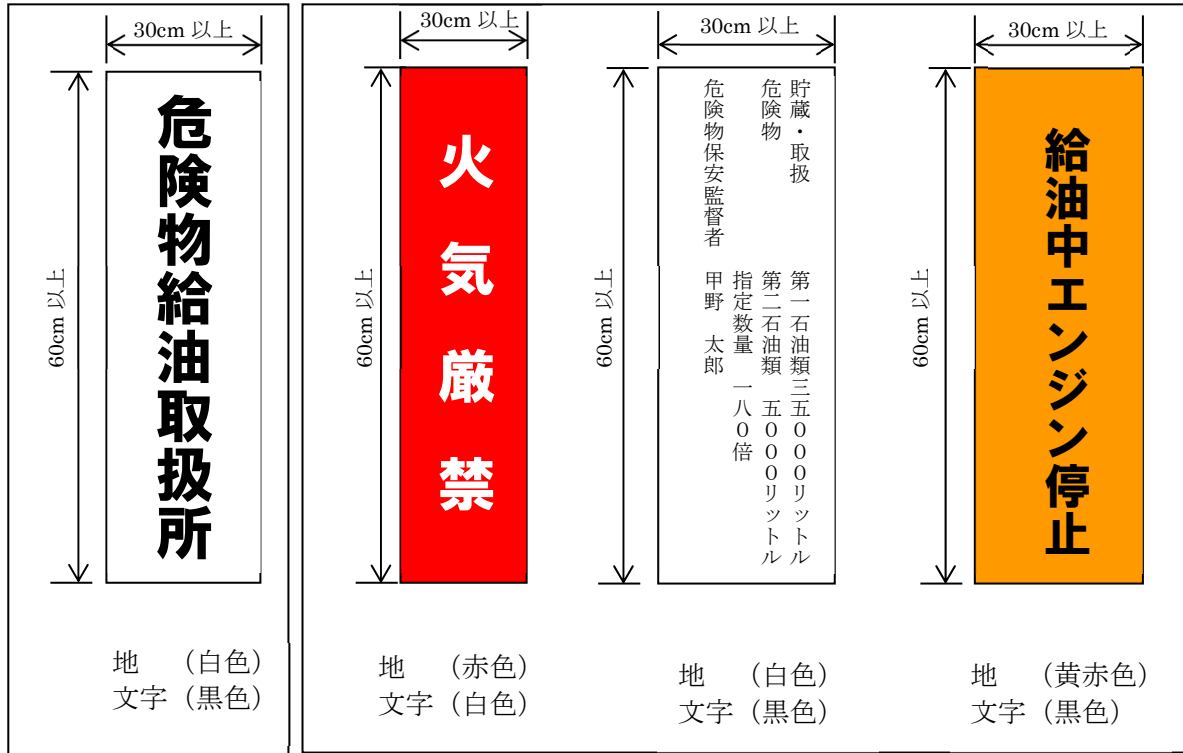 30cm 以上
60cm 以上
危険物給油取扱所
地　（白色）
文字（黒色）
30cm 以上
60cm 以上
火気厳禁
地　（赤色）
文字（白色）
30cm 以上
60cm 以上
貯蔵・取扱　第一石油類三五０００リットル
危険物　第二石油類　五０００リットル
指定数量　一八０倍
危険物保安監督者　甲野　太郎
地　（白色）
文字（黒色）
30cm 以上
60cm 以上
給油中エンジン停止
地　（黄赤色）
文字（黒色）